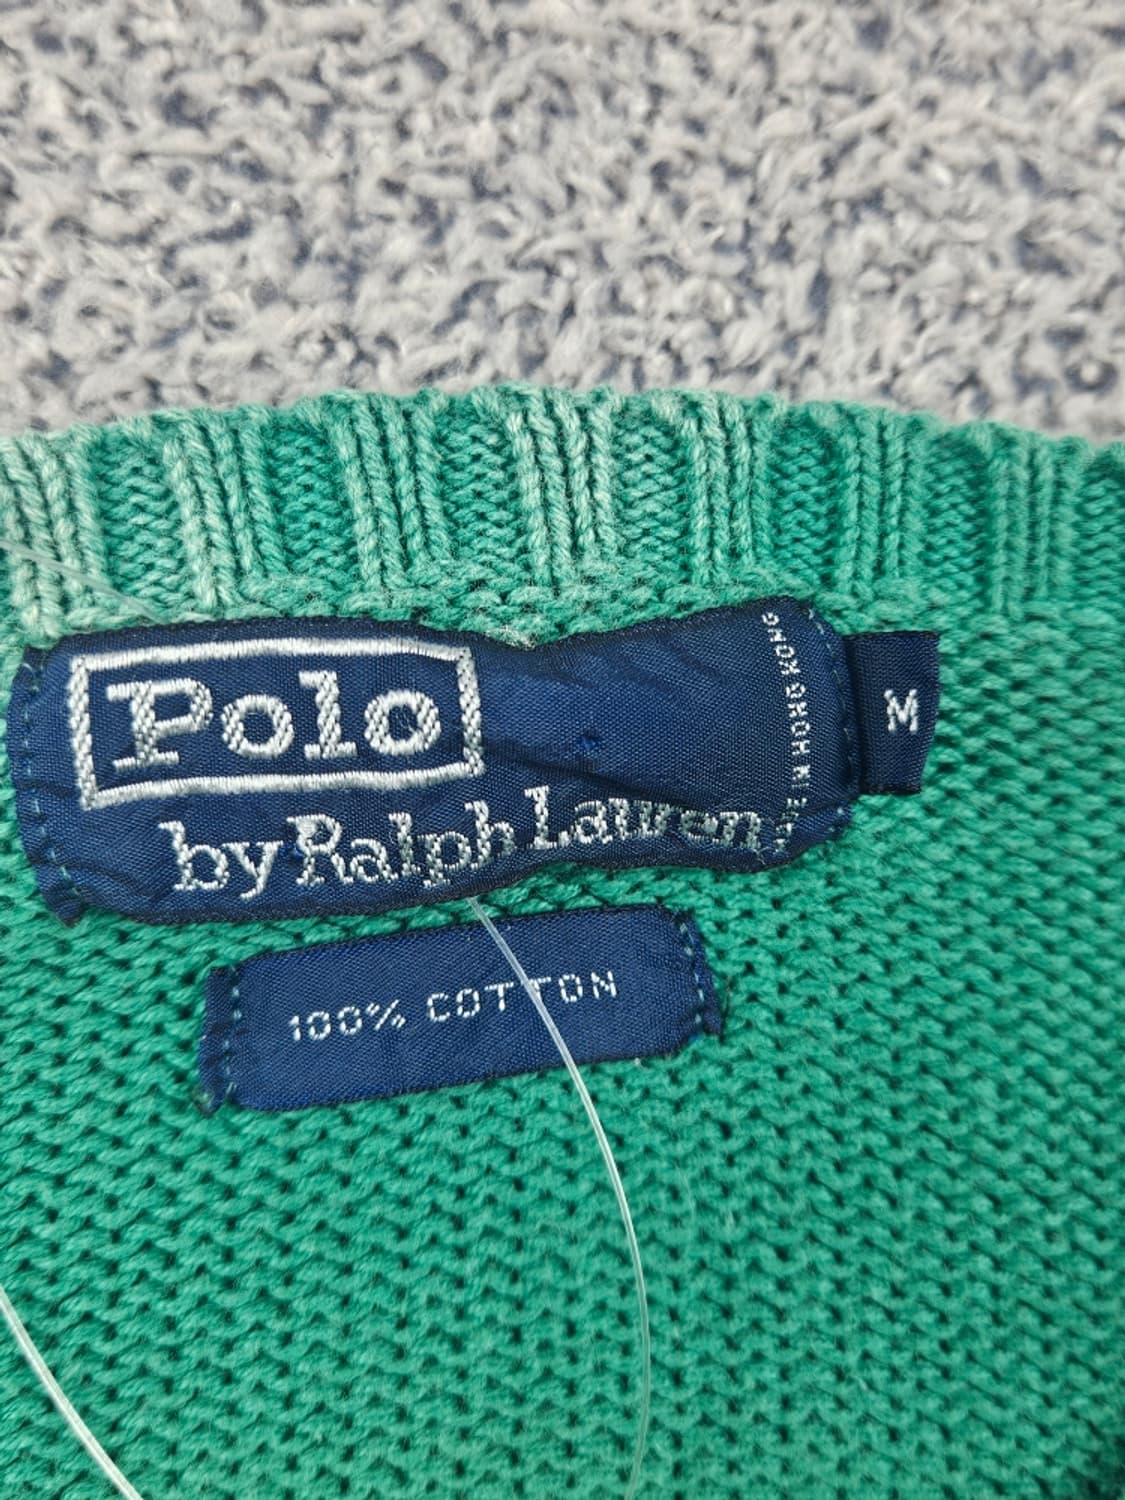 Polo
by Ralph Lauren
MADE IN HONG KONG
M
100% COTTON